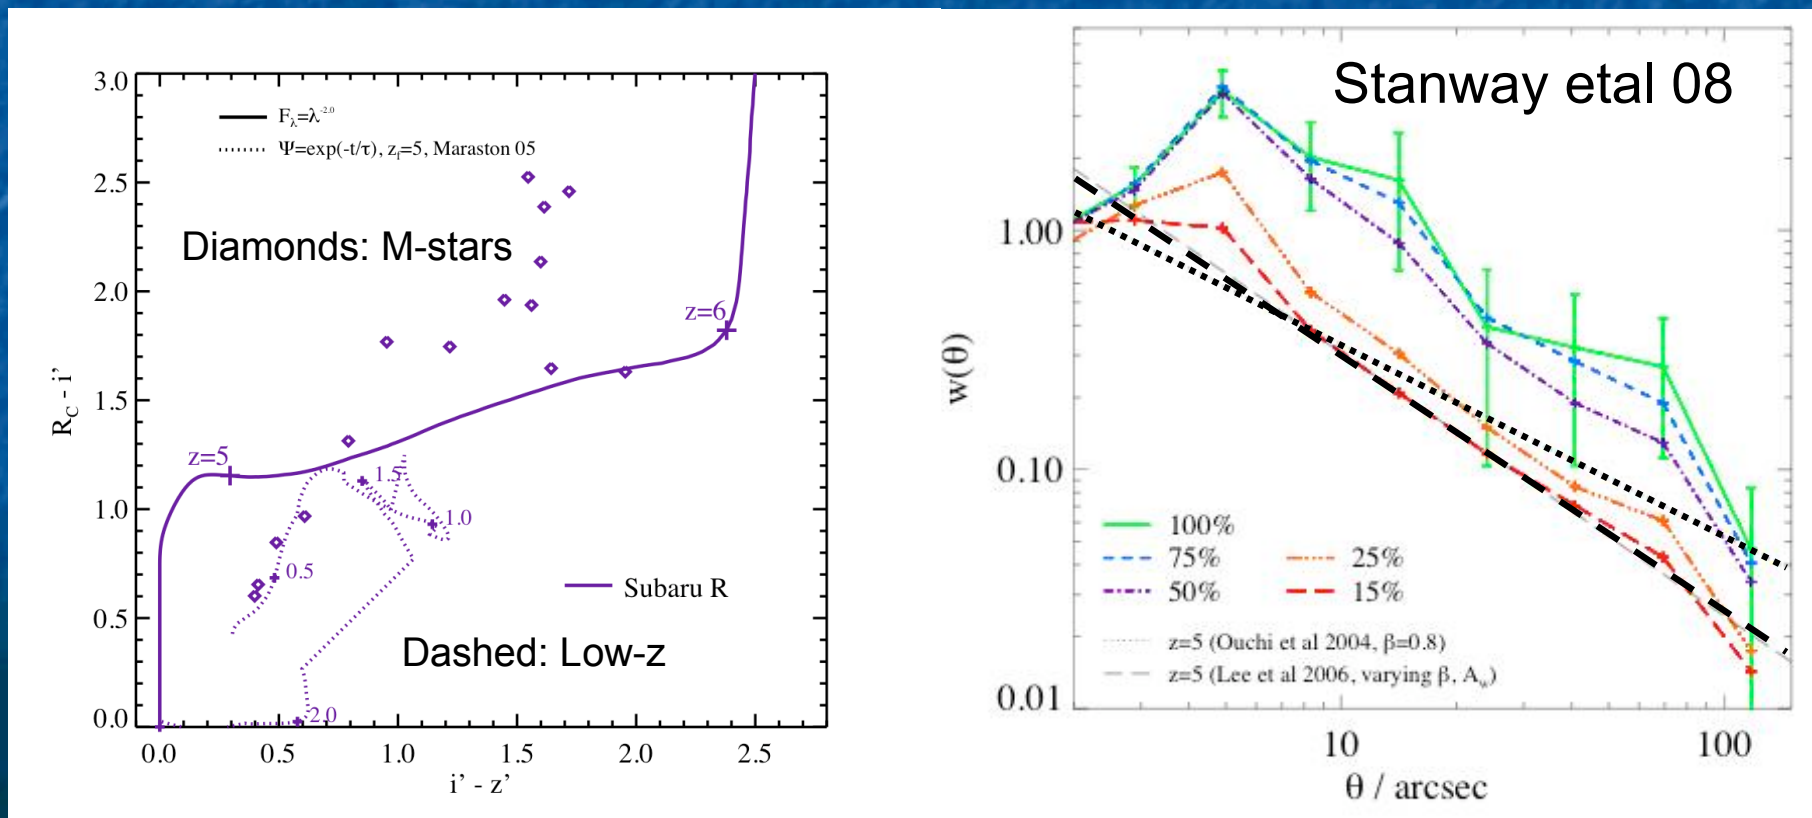 3.0
2.5
2.0
1.5
1.0
0.5
0.0
R_C - i'
F_λ=λ^-2.0
Ψ=exp(-t/τ), z_f=5, Maraston 05
Diamonds: M-stars
z=6
z=5
1.5
1.0
0.5
2.0
Subaru R
Dashed: Low-z
0.0 0.5 1.0 1.5 2.0 2.5
i' - z'
Stanway etal 08
1.00
0.10
0.01
w(θ)
100%
75% 25%
50% 15%
z=5 (Ouchi et al 2004, β=0.8)
z=5 (Lee et al 2006, varying β, A_w)
10 100
θ / arcsec